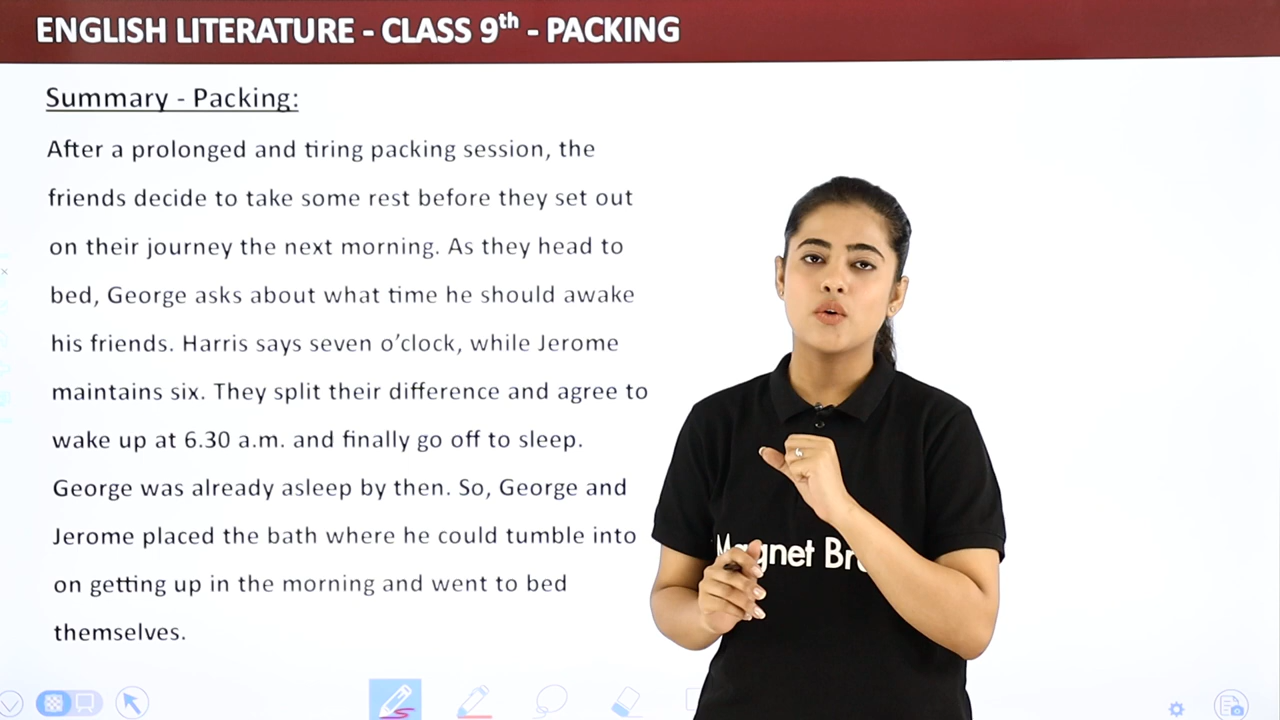 ENGLISH LITERATURE - CLASS 9th - PACKING
Summary - Packing:
After a prolonged and tiring packing session, the
friends decide to take some rest before they set out
on their journey the next morning. As they head to
bed, George asks about what time he should awake
his friends. Harris says seven o’clock, while Jerome
maintains six. They split their difference and agree to
wake up at 6.30 a.m. and finally go off to sleep.
George was already asleep by then. So, George and
Jerome placed the bath where he could tumble into
on getting up in the morning and went to bed
themselves.
Magnet Br